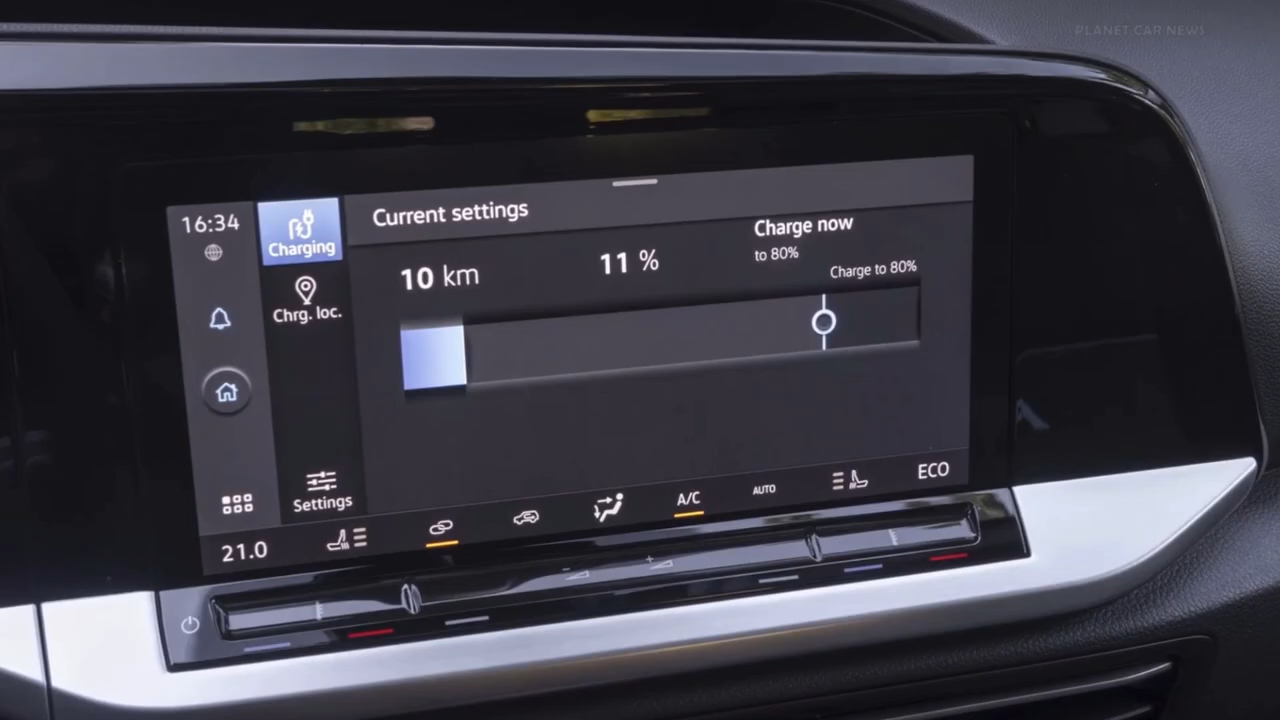 PLANET CAR NEWS
16:34
Charging
Chrg. loc.
Settings
Current settings
10 km
11 %
Charge now
to 80%
Charge to 80%
21.0
A/C
AUTO
ECO